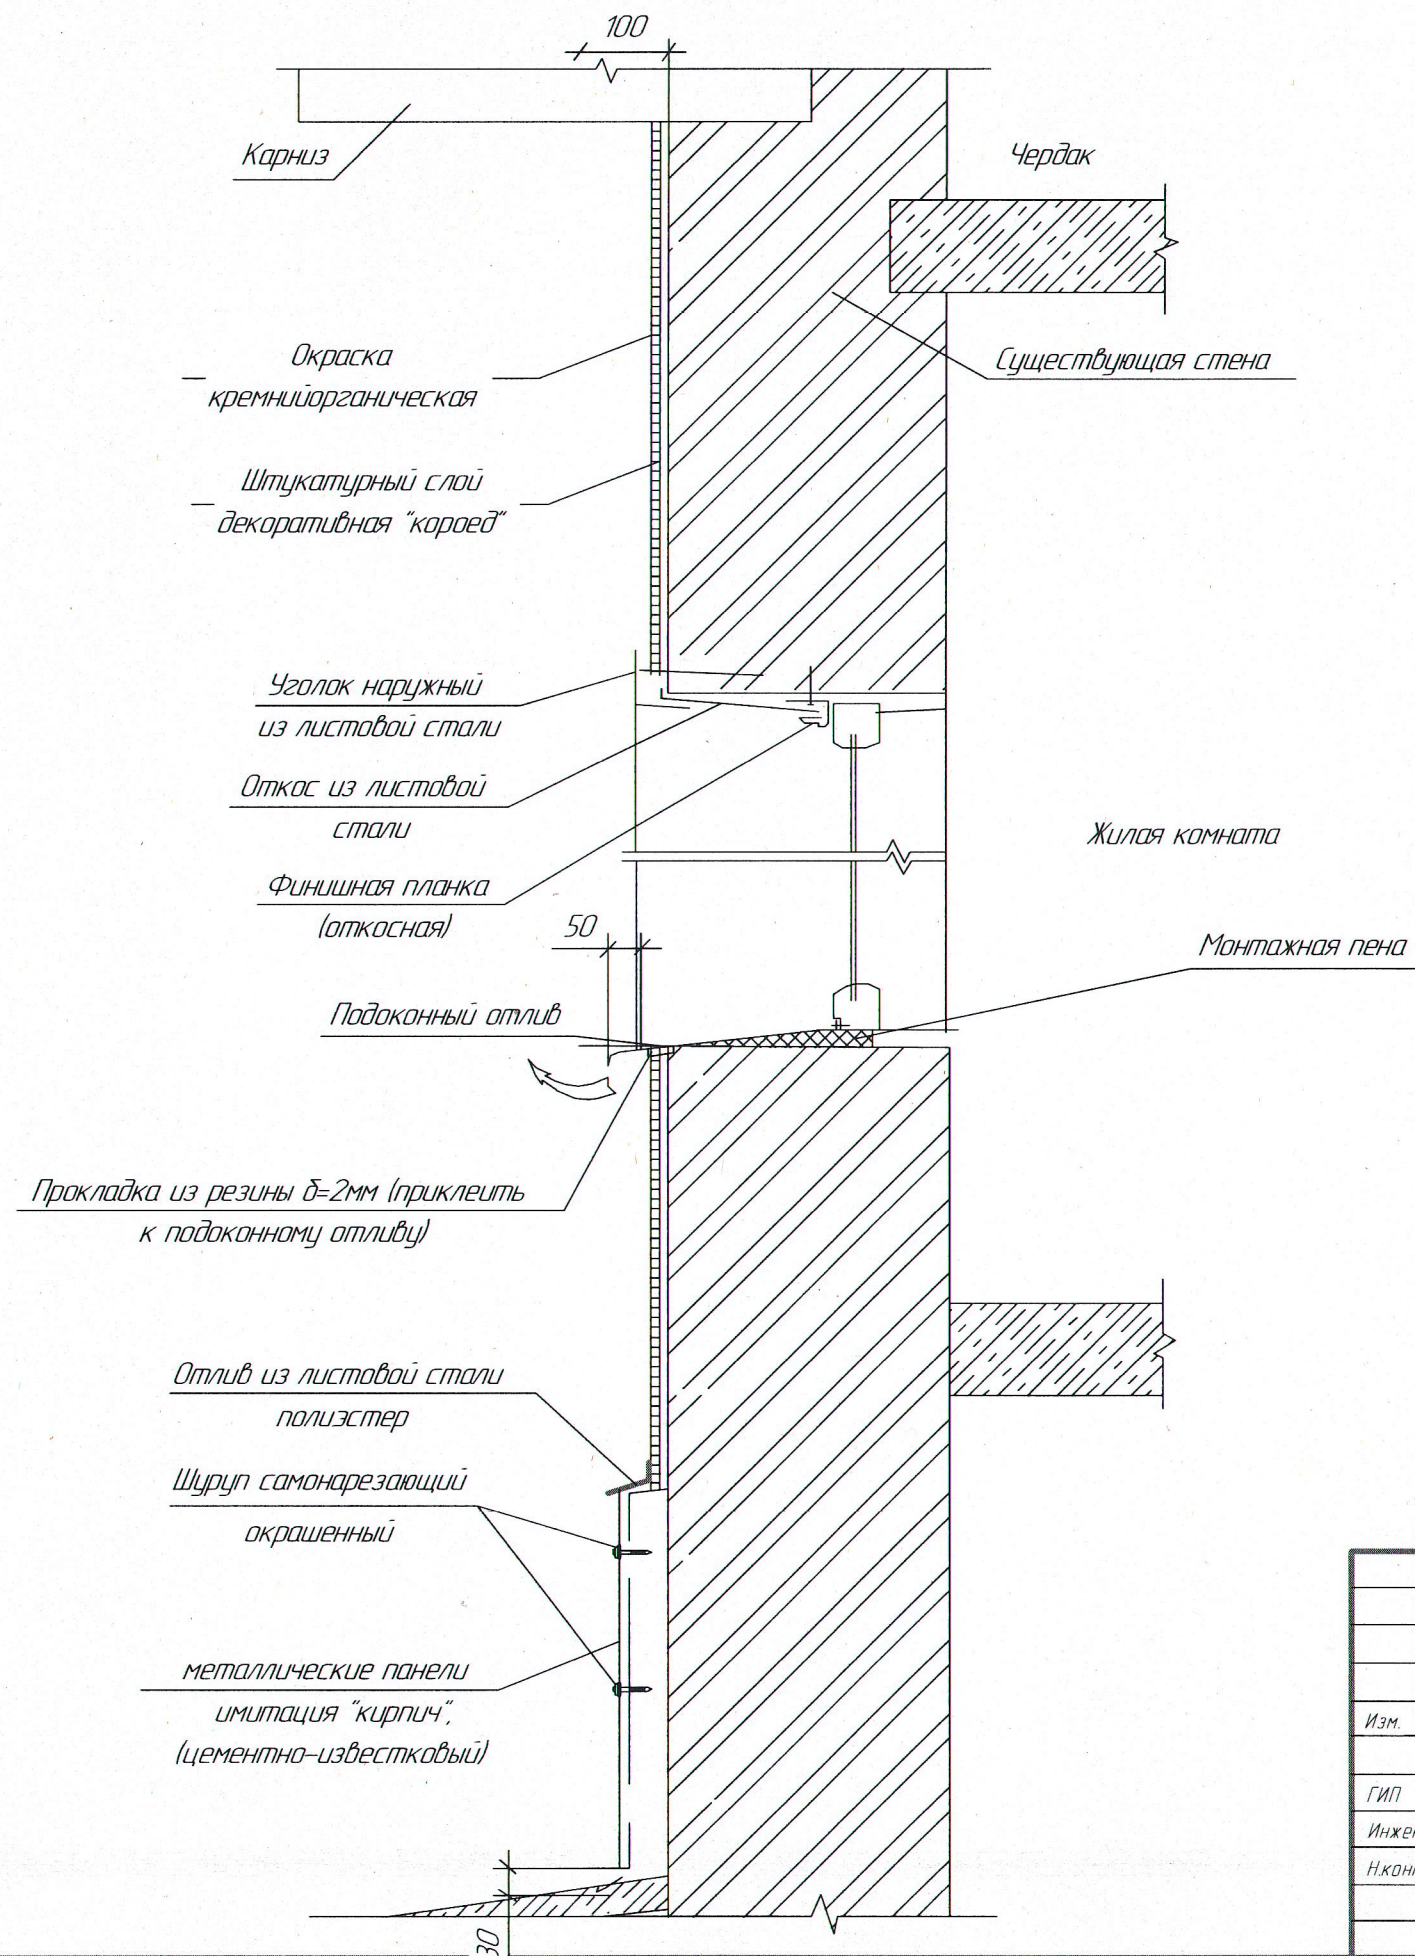 100
Карниз
Чердак
Окраска
кремнийорганическая
Существующая стена
Штукатурный слой
декоративная "короед"
Уголок наружный
из листовой стали
Откос из листовой
стали
Жилая комната
Финишная планка
(откосная)
50
Монтажная пена
Подоконный отлив
Прокладка из резины δ=2мм (приклеить
к подоконному отливу)
Отлив из листовой стали
полиэстер
Шуруп самонарезающий
окрашенный
металлические панели
имитация "кирпич",
(цементно-известковый)
Изм.
ГИП
Инжен
Н.кон
30